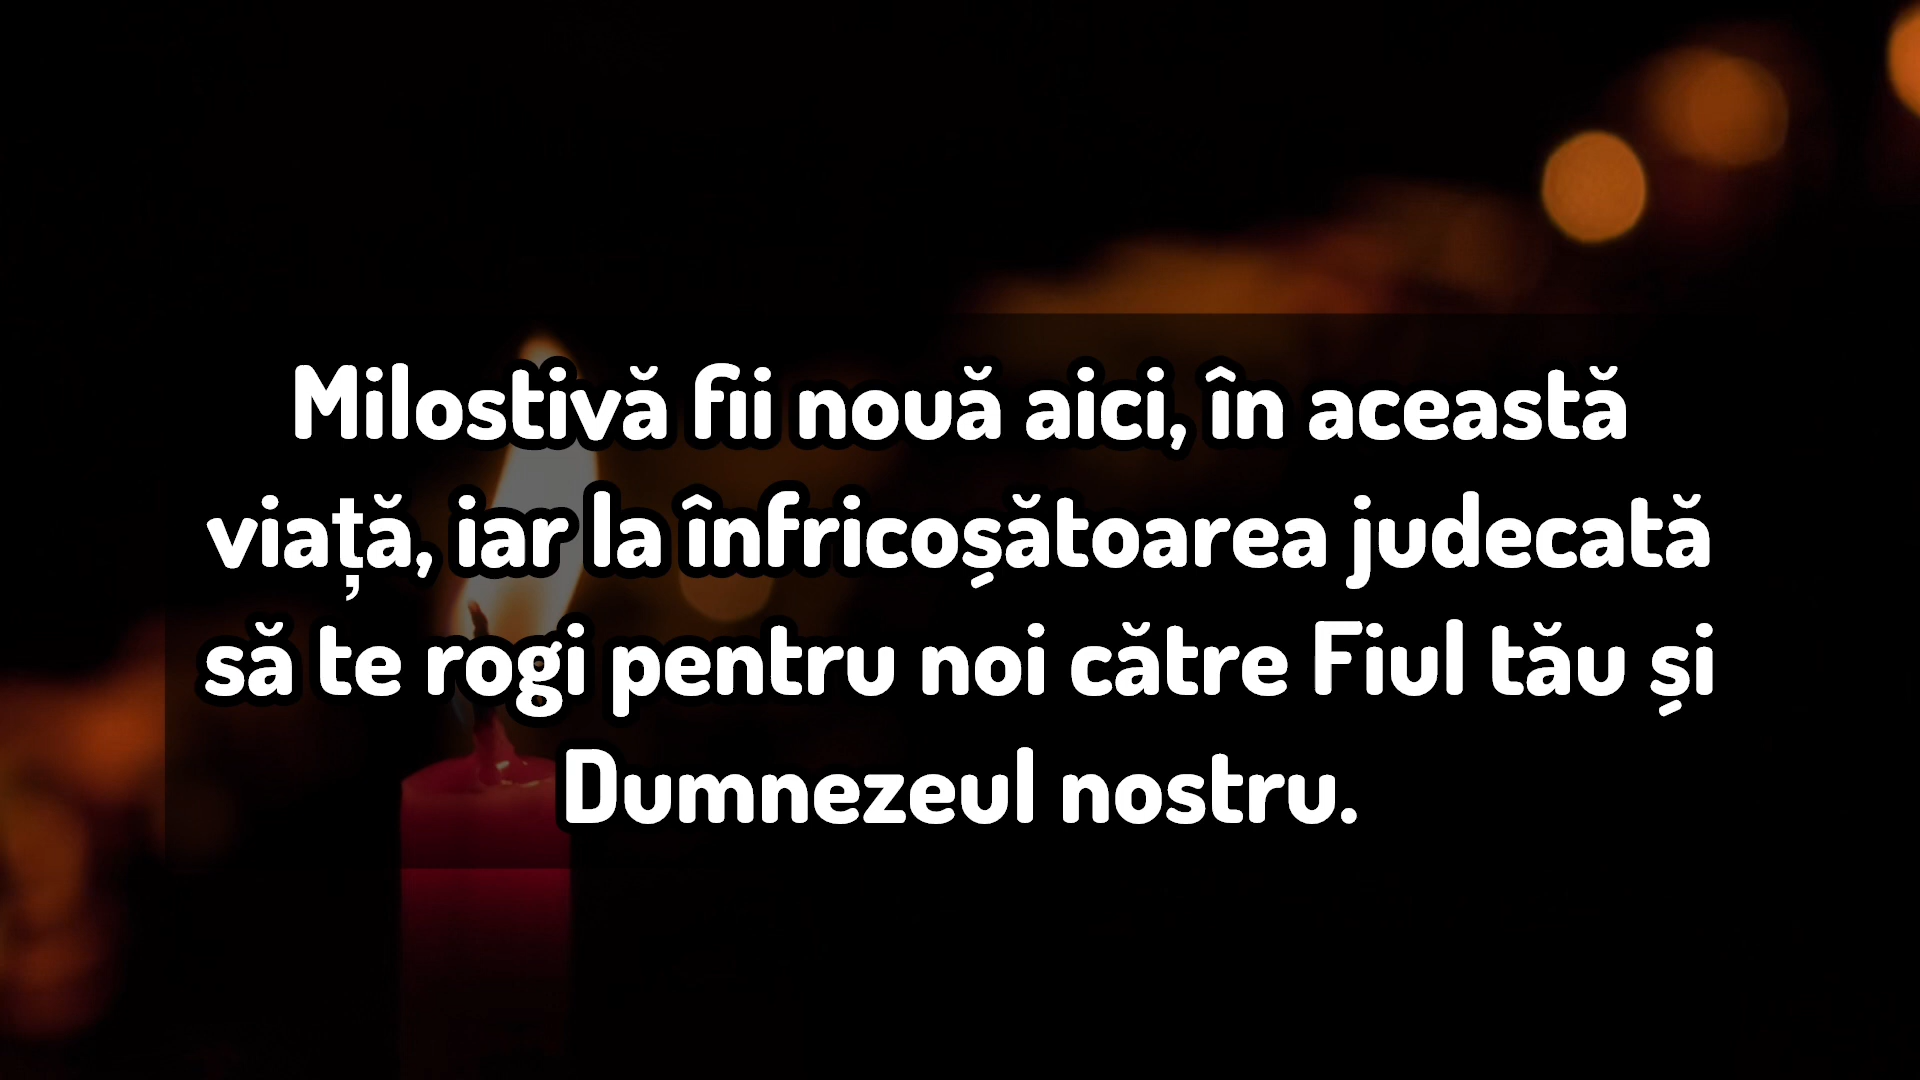 Milostivă fii nouă aici, în această
viață, iar la înfricoșătoarea judecată
să te rogi pentru noi către Fiul tău și
Dumnezeul nostru.